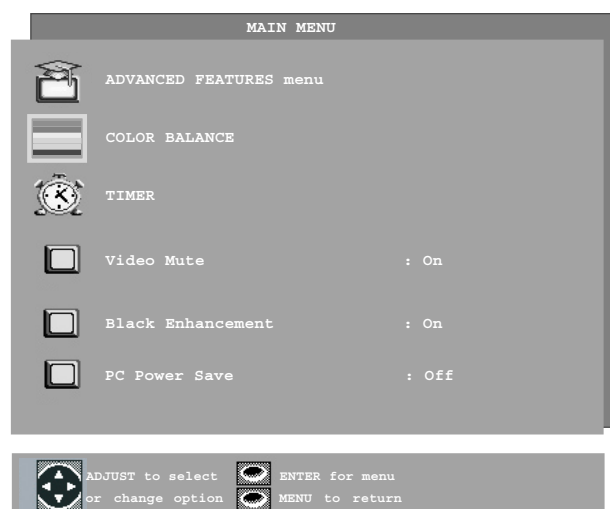 MAIN MENU
ADVANCED FEATURES menu
COLOR BALANCE
TIMER
Video Mute : On
Black Enhancement : On
PC Power Save : Off
ADJUST to select ENTER for menu
or change option MENU to return